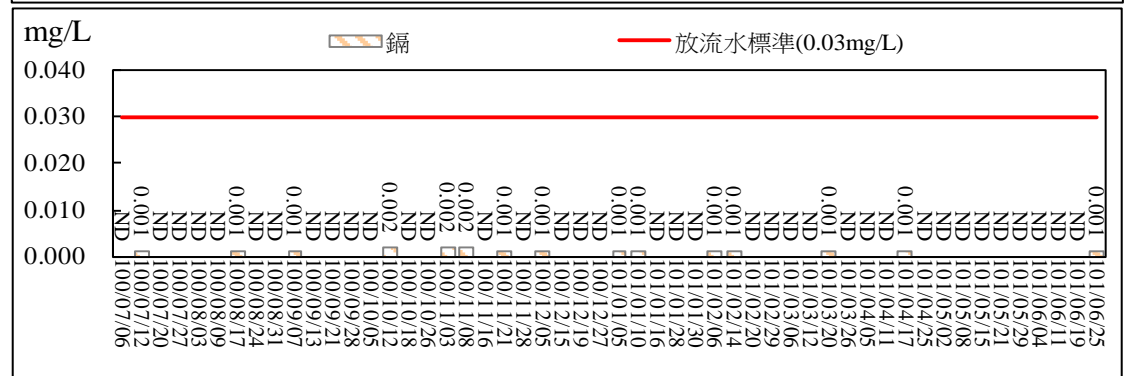 mg/L
鎘
放流水標準(0.03mg/L)
0.040
0.030
0.020
0.010
0.000
ND
0.001
ND
ND
ND
ND
0.001
ND
ND
0.001
ND
ND
ND
ND
0.002
ND
ND
0.002
0.002
ND
0.001
ND
0.001
ND
ND
ND
0.001
0.001
ND
ND
ND
0.001
0.001
ND
ND
ND
ND
0.001
ND
ND
ND
0.001
ND
ND
ND
ND
ND
ND
ND
ND
ND
0.001
100/07/06
100/07/12
100/07/20
100/07/27
100/08/03
100/08/09
100/08/17
100/08/24
100/08/31
100/09/07
100/09/13
100/09/21
100/09/28
100/10/05
100/10/12
100/10/18
100/10/26
100/11/03
100/11/08
100/11/16
100/11/21
100/11/29
100/12/05
100/12/15
100/12/19
100/12/27
101/01/05
101/01/10
101/01/16
101/01/28
101/01/30
101/02/06
101/02/14
101/02/20
101/02/29
101/03/06
101/03/12
101/03/20
101/03/26
101/04/05
101/04/11
101/04/17
101/04/25
101/05/02
101/05/08
101/05/15
101/05/21
101/05/29
101/06/04
101/06/11
101/06/19
101/06/25